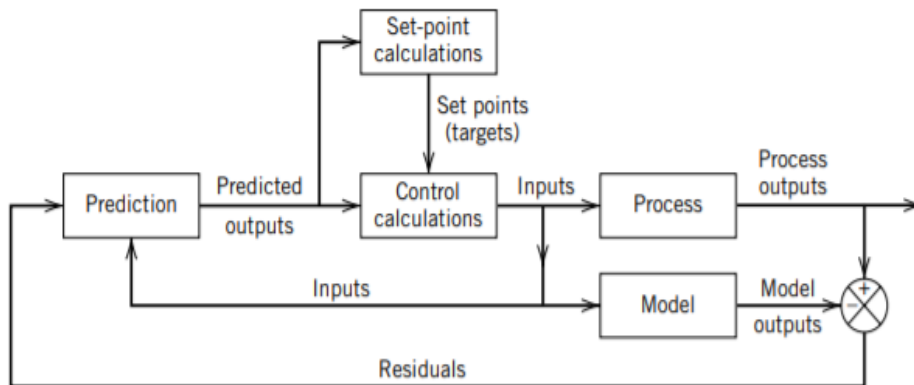 Set-point
calculations
Set points
(targets)
Prediction
Predicted
outputs
Control
calculations
Inputs
Process
Process
outputs
Inputs
Model
Model
outputs
+
−
Residuals